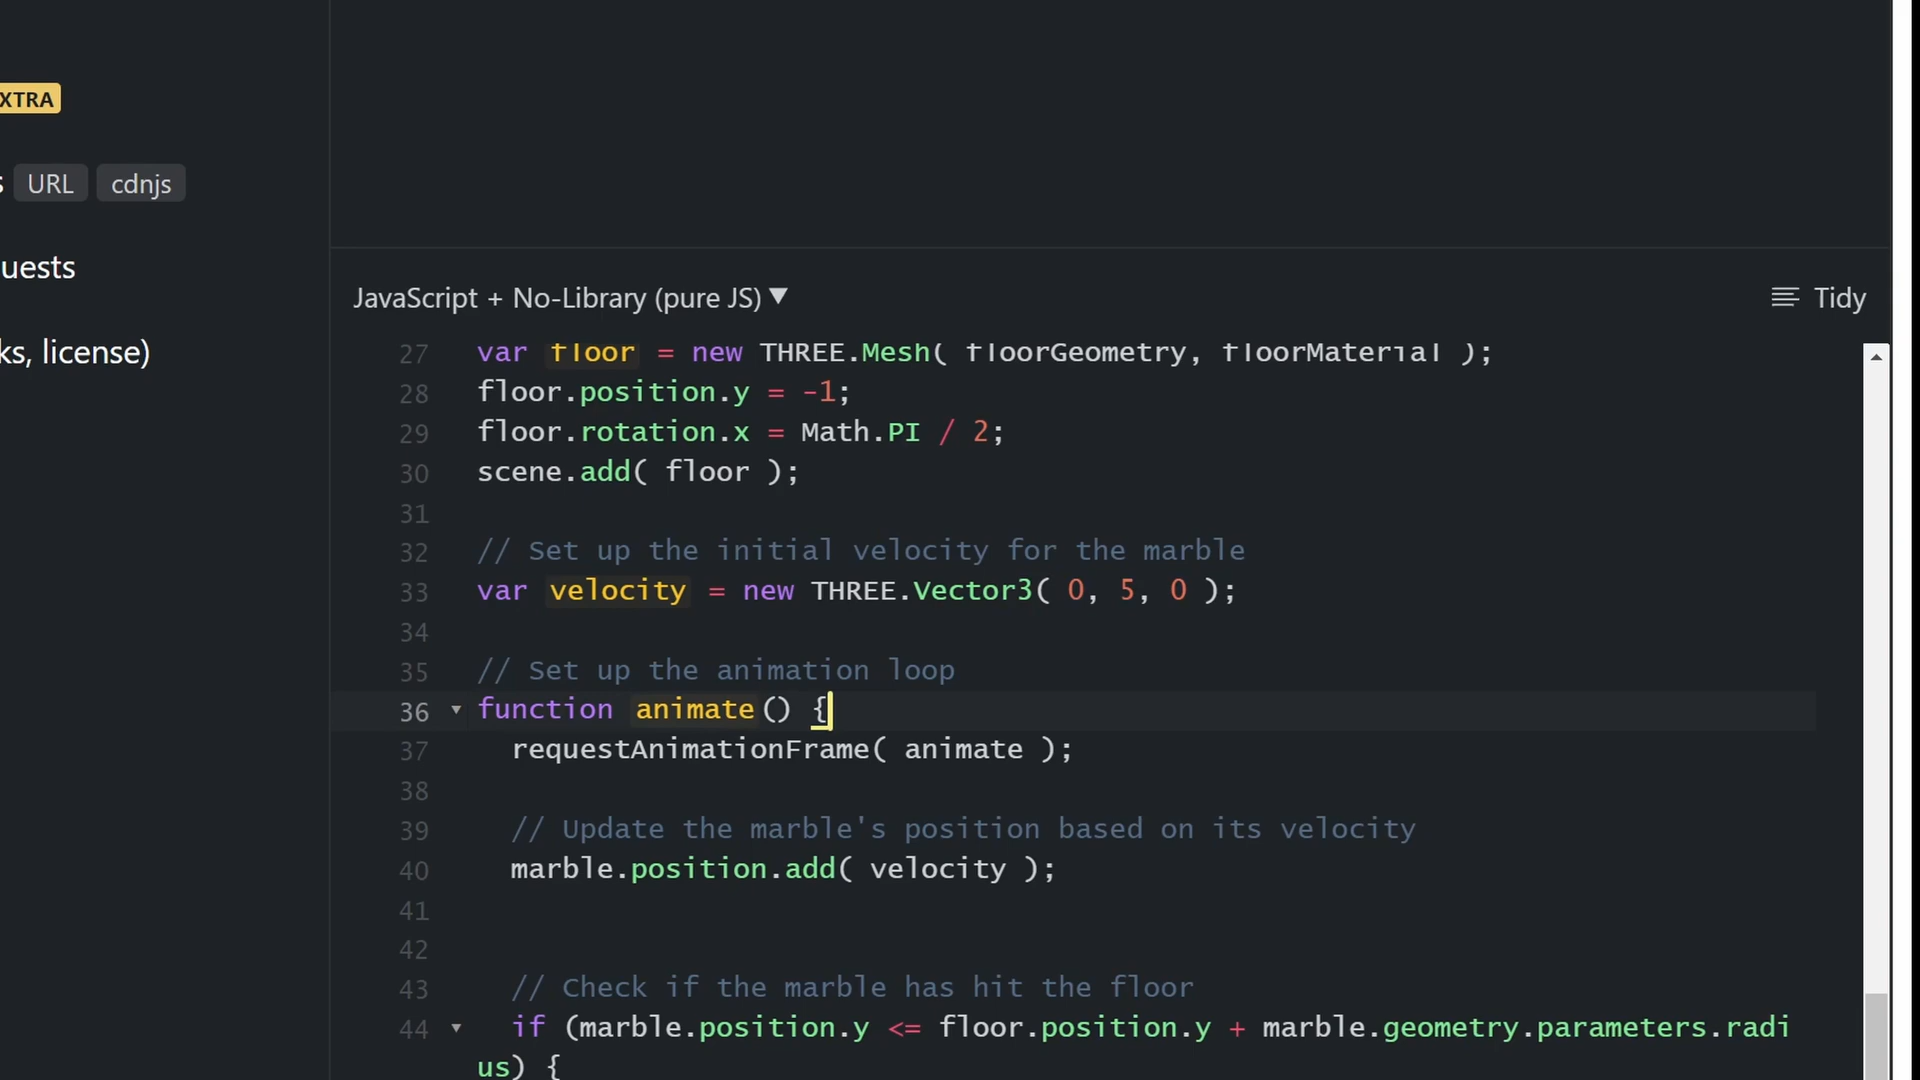 XTRA
URL cdnjs
uests
ks, license)
JavaScript + No-Library (pure JS) ▼
Tidy
27 var floor = new THREE.Mesh( floorGeometry, floorMaterial );
28 floor.position.y = -1;
29 floor.rotation.x = Math.PI / 2;
30 scene.add( floor );
31
32 // Set up the initial velocity for the marble
33 var velocity = new THREE.Vector3( 0, 5, 0 );
34
35 // Set up the animation loop
36 function animate() {
37 requestAnimationFrame( animate );
38
39 // Update the marble's position based on its velocity
40 marble.position.add( velocity );
41
42
43 // Check if the marble has hit the floor
44 if (marble.position.y <= floor.position.y + marble.geometry.parameters.radi
us) {